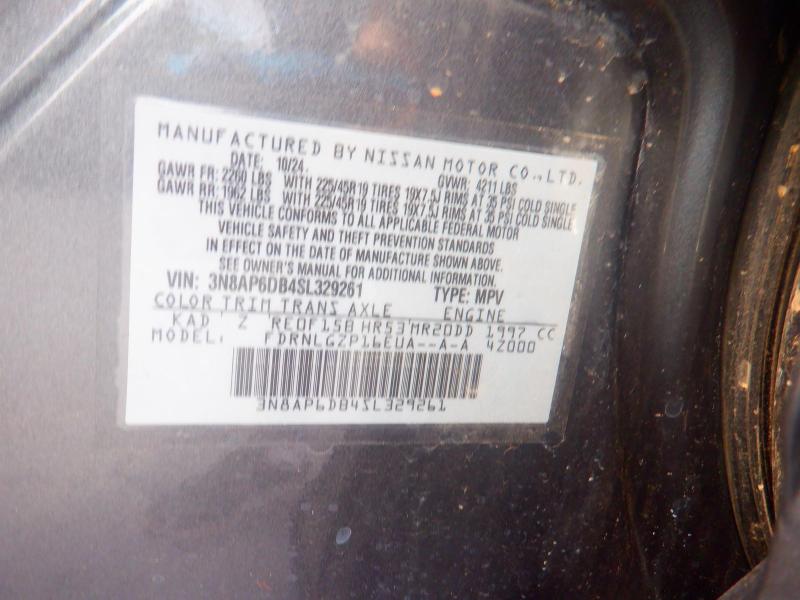 MANUFACTURED BY NISSAN MOTOR CO.,LTD.
DATE: 10/24 GVWR: 4211 LBS
GAWR FR: 2260 LBS WITH 225/45R19 TIRES 19X7.5J RIMS AT 35 PSI COLD SINGLE
GAWR RR: 1962 LBS WITH 225/45R19 TIRES 19X7.5J RIMS AT 35 PSI COLD SINGLE
THIS VEHICLE CONFORMS TO ALL APPLICABLE FEDERAL MOTOR
VEHICLE SAFETY AND THEFT PREVENTION STANDARDS
IN EFFECT ON THE DATE OF MANUFACTURE SHOWN ABOVE.
SEE OWNER'S MANUAL FOR ADDITIONAL INFORMATION.
VIN: 3N8AP6DB4SL329261 TYPE: MPV
COLOR TRIM TRANS AXLE ENGINE
KAD Z RE0F15B HR53 MR20DD 1997 CC
MODEL: FDRNLGZP16EUA--A-A 4Z000
3N8AP6DB4SL329261